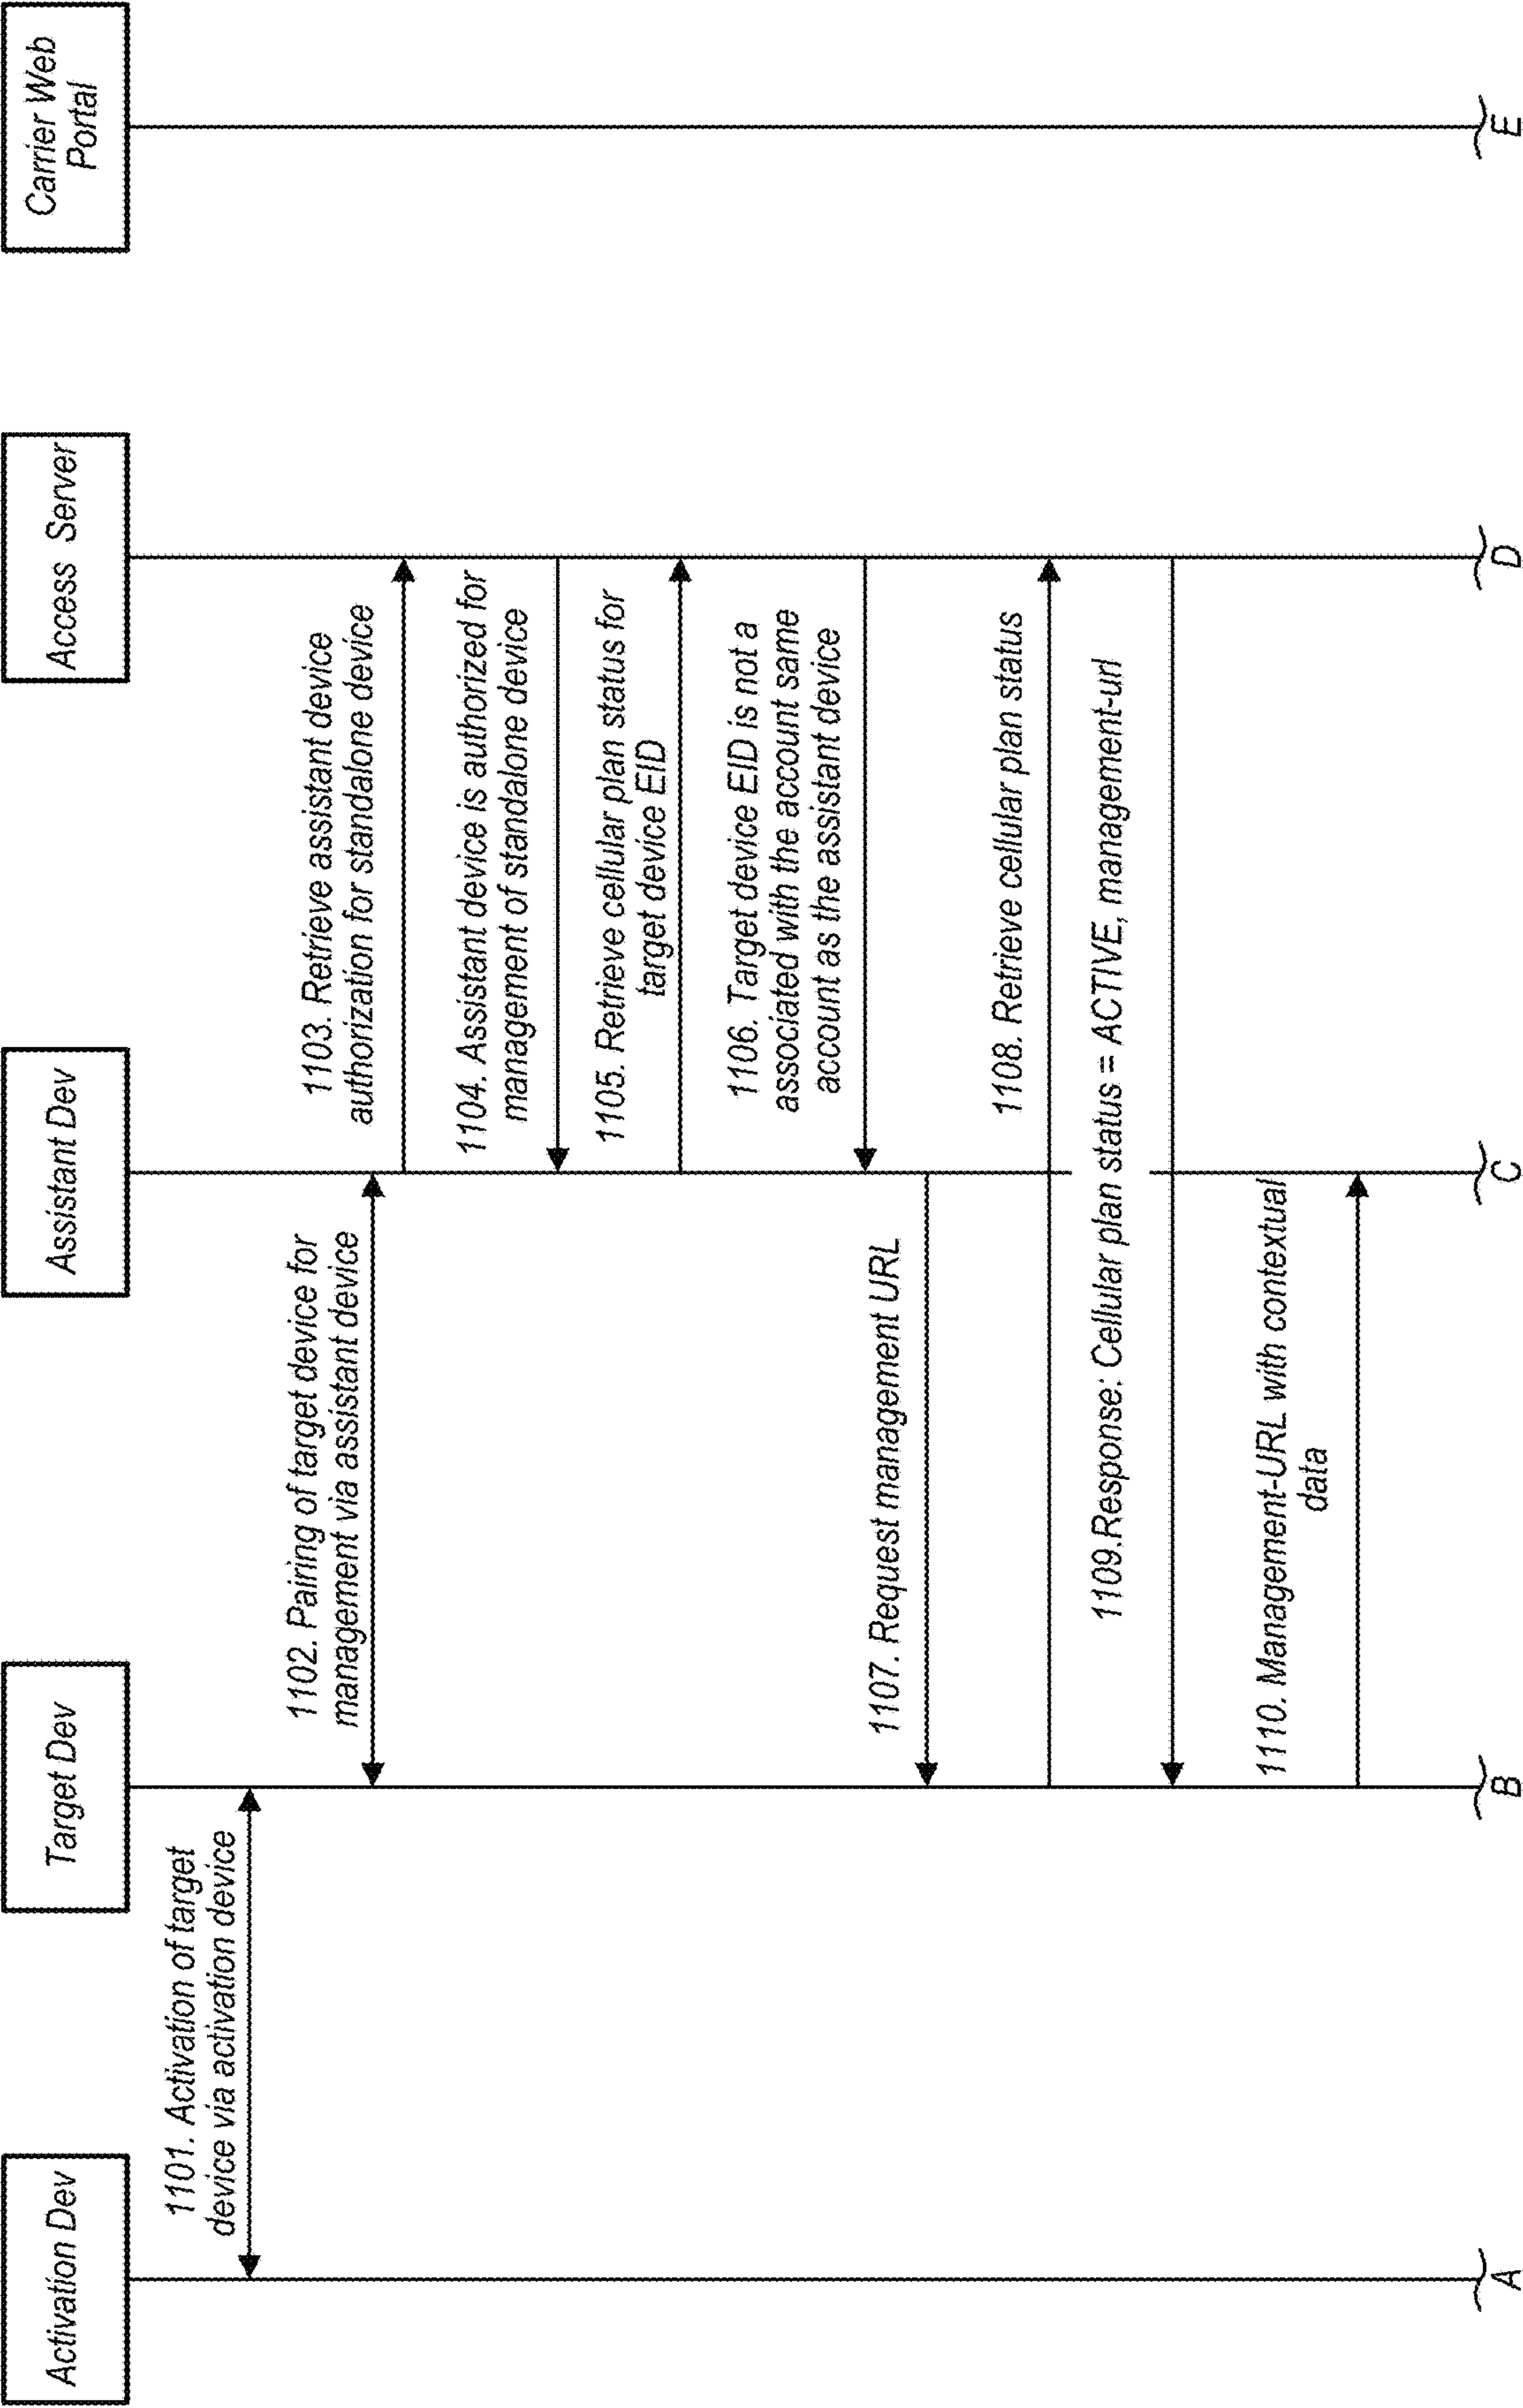 Activation Dev
Target Dev
Assistant Dev
Access Server
Carrier Web
Portal
1101. Activation of target
device via activation device
1102. Pairing of target device for
management via assistant device
1103. Retrieve assistant device
authorization for standalone device
1104. Assistant device is authorized for
management of standalone device
1105. Retrieve cellular plan status for
target device EID
1106. Target device EID is not a
associated with the account same
account as the assistant device
1107. Request management URL
1108. Retrieve cellular plan status
1109.Response: Cellular plan status = ACTIVE, management-url
1110. Management-URL with contextual
data
A
B
C
D
E